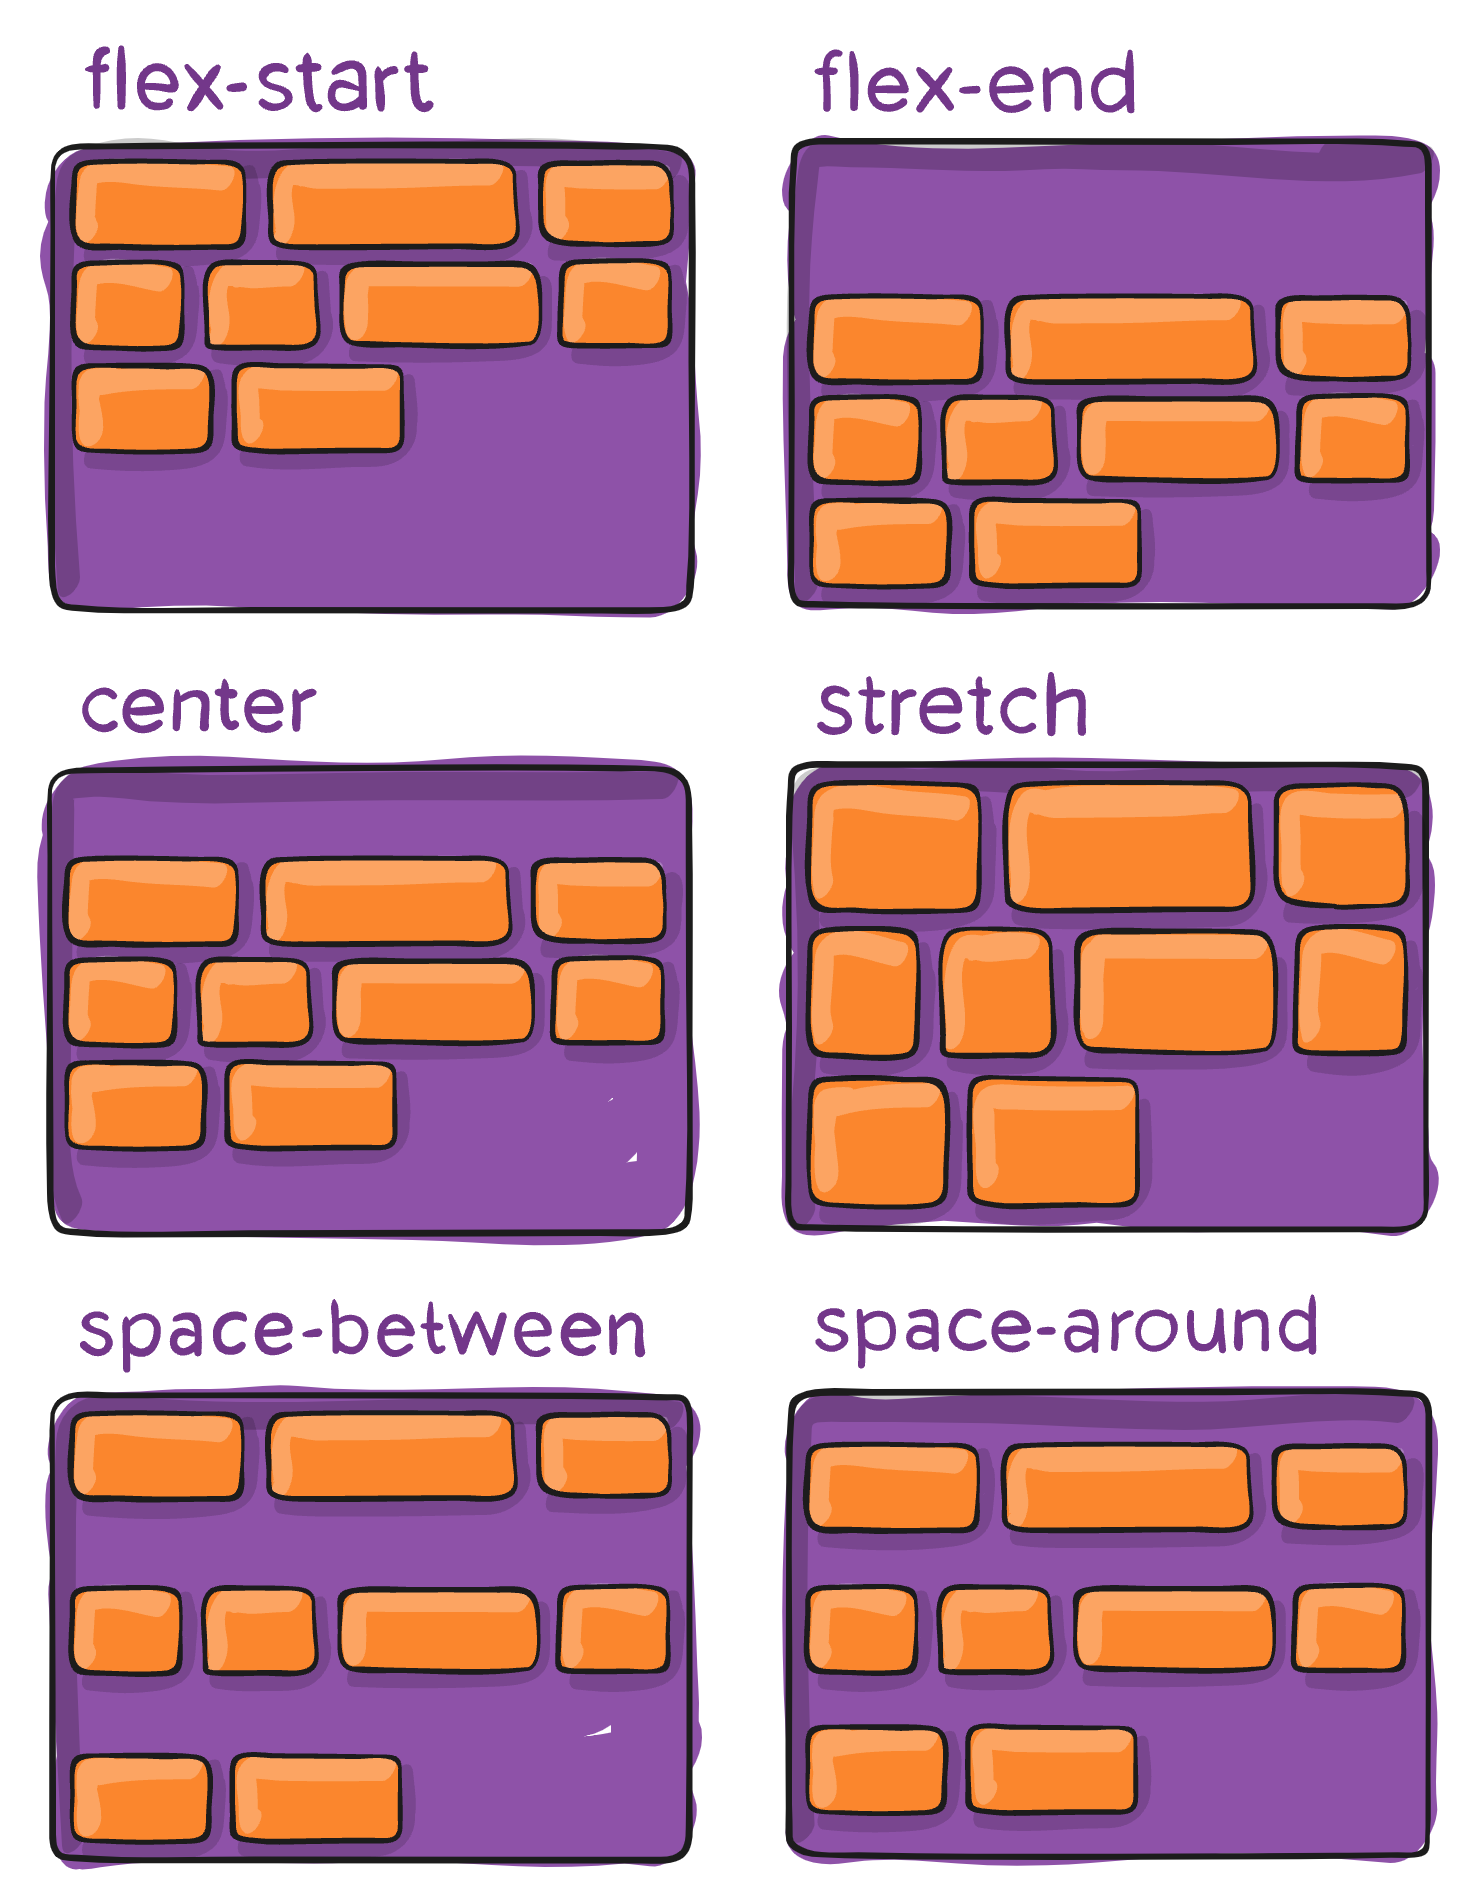 flex-start
flex-end
center
stretch
space-between
space-around